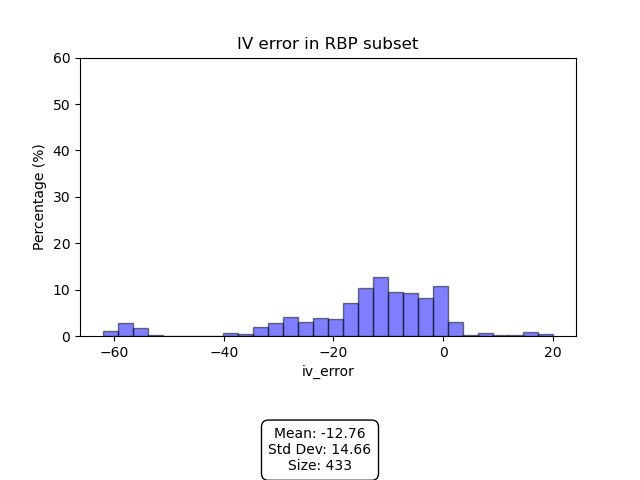 IV error in RBP subset
60
50
40
30
20
10
0
Percentage (%)
−60
−40
−20
0
20
iv_error
Mean: -12.76
Std Dev: 14.66
Size: 433